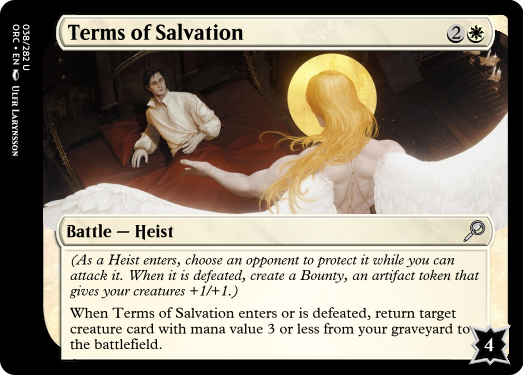 Terms of Salvation 2
Battle — Heist
(As a Heist enters, choose an opponent to protect it while you can
attack it. When it is defeated, create a Bounty, an artifact token that
gives your creatures +1/+1.)
When Terms of Salvation enters or is defeated, return target
creature card with mana value 3 or less from your graveyard to
the battlefield.
4
038/282 U
ORC • EN Ulfr Larynsson